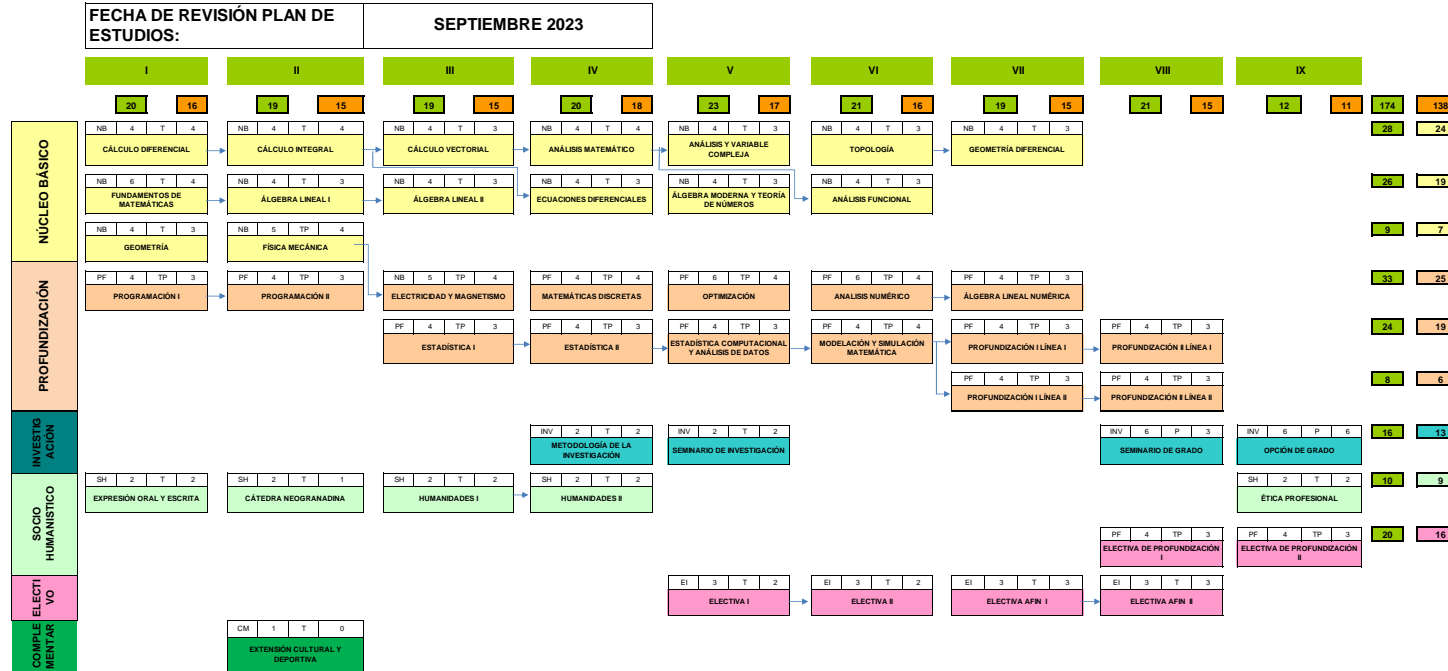 FECHA DE REVISIÓN PLAN DE
ESTUDIOS:
SEPTIEMBRE 2023
I II III IV V VI VII VIII IX
20 16 19 15 19 15 20 18 23 17 21 16 19 15 21 15 12 11 174 138
NÚCLEO BÁSICO
NB 4 T 4 NB 4 T 4 NB 4 T 3 NB 4 T 4 NB 4 T 3 NB 4 T 3 NB 4 T 3 28 24
CÁLCULO DIFERENCIAL
CÁLCULO INTEGRAL
CÁLCULO VECTORIAL
ANÁLISIS MATEMÁTICO
ANÁLISIS Y VARIABLE
COMPLEJA
TOPOLOGÍA
GEOMETRÍA DIFERENCIAL
NB 6 T 4 NB 4 T 3 NB 4 T 3 NB 4 T 3 NB 4 T 3 NB 4 T 3 26 19
FUNDAMENTOS DE
MATEMÁTICAS
ÁLGEBRA LINEAL I
ÁLGEBRA LINEAL II
ECUACIONES DIFERENCIALES
ÁLGEBRA MODERNA Y TEORÍA
DE NÚMEROS
ANÁLISIS FUNCIONAL
NB 4 T 3 NB 5 TP 4 9 7
GEOMETRÍA
FÍSICA MECÁNICA
PROFUNDIZACIÓN
PF 4 TP 3 PF 4 TP 3 NB 5 TP 4 PF 4 TP 4 PF 6 TP 4 PF 6 TP 4 PF 4 TP 3 33 25
PROGRAMACIÓN I
PROGRAMACIÓN II
ELECTRICIDAD Y MAGNETISMO
MATEMÁTICAS DISCRETAS
OPTIMIZACIÓN
ANALISIS NUMÉRICO
ÁLGEBRA LINEAL NUMÉRICA
PF 4 TP 3 PF 4 TP 3 PF 4 TP 3 PF 4 TP 4 PF 4 TP 3 PF 4 TP 3 24 19
ESTADÍSTICA I
ESTADÍSTICA II
ESTADÍSTICA COMPUTACIONAL
Y ANÁLISIS DE DATOS
MODELACIÓN Y SIMULACIÓN
MATEMÁTICA
PROFUNDIZACIÓN I LÍNEA I
PROFUNDIZACIÓN II LÍNEA I
PF 4 TP 3 PF 4 TP 3 8 6
PROFUNDIZACIÓN I LÍNEA II
PROFUNDIZACIÓN II LÍNEA II
INVESTIG
ACIÓN
INV 2 T 2 INV 2 T 2 INV 6 P 3 INV 6 P 6 16 13
METODOLOGÍA DE LA
INVESTIGACIÓN
SEMINARIO DE INVESTIGACIÓN
SEMINARIO DE GRADO
OPCIÓN DE GRADO
SOCIO
HUMANISTICO
SH 2 T 2 SH 2 T 1 SH 2 T 2 SH 2 T 2 SH 2 T 2 10 9
EXPRESIÓN ORAL Y ESCRITA
CÁTEDRA NEOGRANADINA
HUMANIDADES I
HUMANIDADES II
ÉTICA PROFESIONAL
PF 4 TP 3 PF 4 TP 3 20 16
ELECTIVA DE PROFUNDIZACIÓN
I
ELECTIVA DE PROFUNDIZACIÓN
II
ELECTI
VO
EI 3 T 2 EI 3 T 2 EI 3 T 3 EI 3 T 3
ELECTIVA I
ELECTIVA II
ELECTIVA AFIN I
ELECTIVA AFIN II
COMPLE
MENTAR
CM 1 T 0
EXTENSIÓN CULTURAL Y
DEPORTIVA